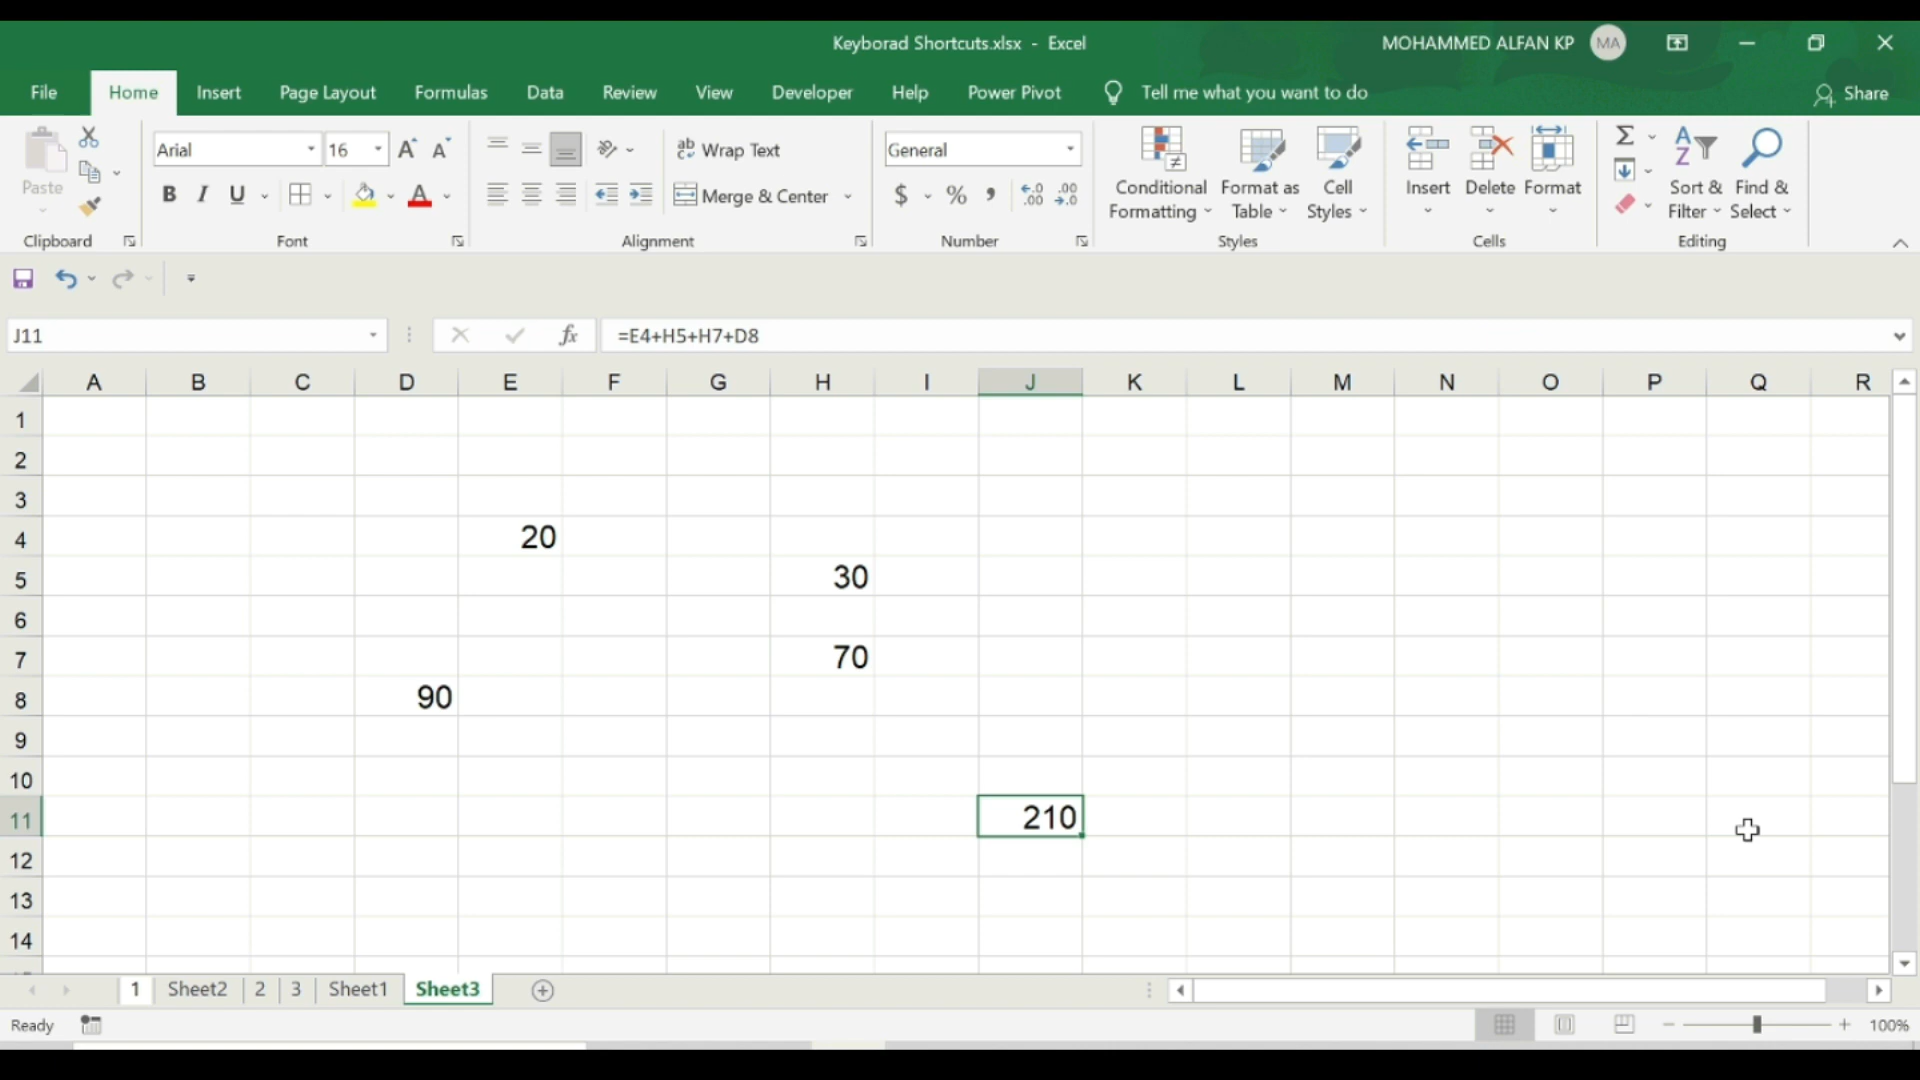 Keyborad Shortcuts.xlsx - Excel
MOHAMMED ALFAN KP MA
File Home Insert Page Layout Formulas Data Review View Developer Help Power Pivot Tell me what you want to do Share
Paste
Clipboard
Arial 16
B I U A
Font
Wrap Text
Merge & Center
Alignment
General
$ % ,
Number
Conditional Formatting
Format as Table
Cell Styles
Styles
Insert Delete Format
Cells
Sort & Filter
Find & Select
Editing
J11 fx =E4+H5+H7+D8
A B C D E F G H I J K L M N O P Q R
1
2
3
4 20
5 30
6
7 70
8 90
9
10
11 210
12
13
14
1 Sheet2 2 3 Sheet1 Sheet3
Ready 100%